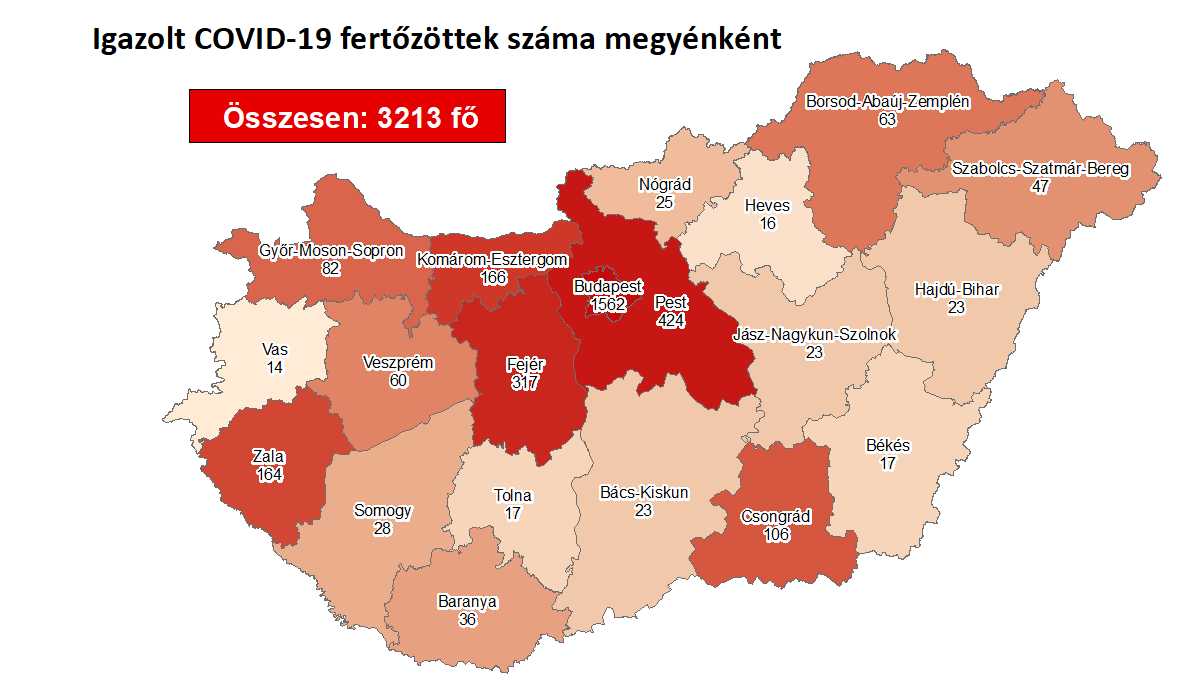 Igazolt COVID-19 fertőzöttek száma megyénként
Összesen: 3213 fő
Borsod-Abaúj-Zemplén
63
Szabolcs-Szatmár-Bereg
47
Nógrád
25
Heves
16
Győr-Moson-Sopron
82
Komárom-Esztergom
166
Budapest
1562
Pest
424
Hajdú-Bihar
23
Jász-Nagykun-Szolnok
23
Vas
14
Veszprém
60
Fejér
317
Zala
164
Békés
17
Somogy
28
Tolna
17
Bács-Kiskun
23
Csongrád
106
Baranya
36